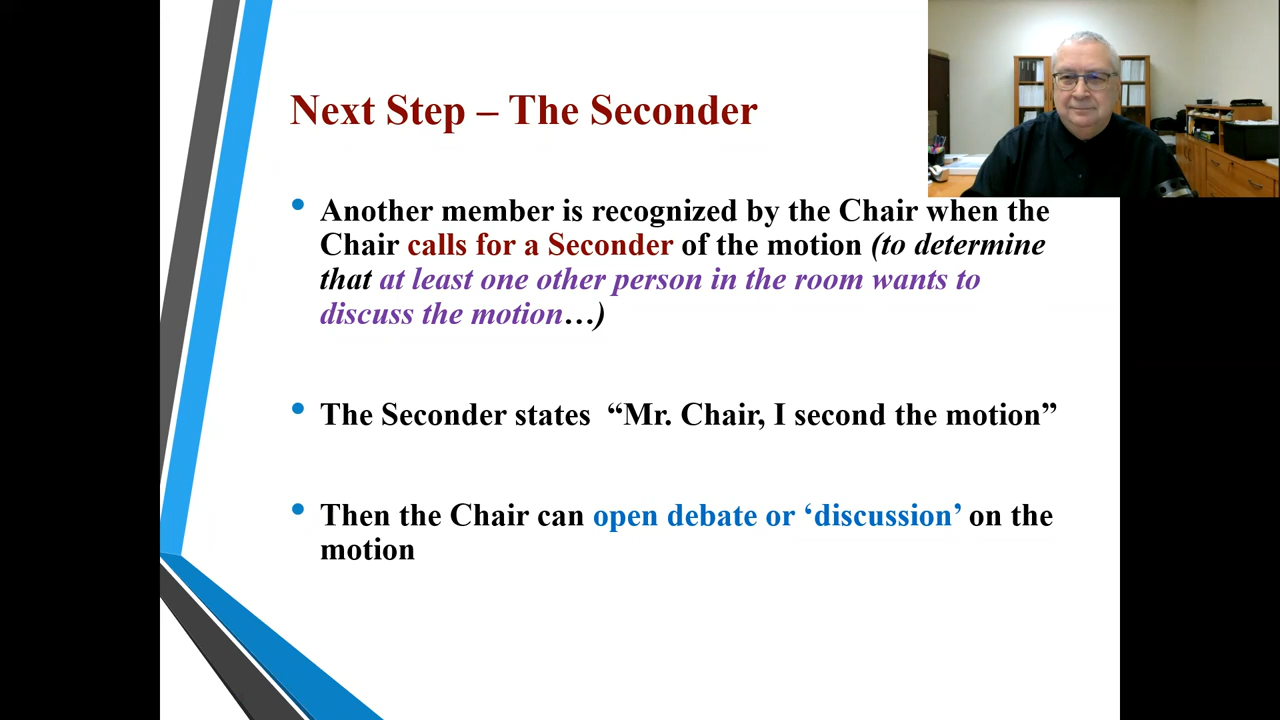 Next Step – The Seconder
• Another member is recognized by the Chair when the
Chair calls for a Seconder of the motion (to determine
that at least one other person in the room wants to
discuss the motion…)
• The Seconder states “Mr. Chair, I second the motion”
• Then the Chair can open debate or ‘discussion’ on the
motion